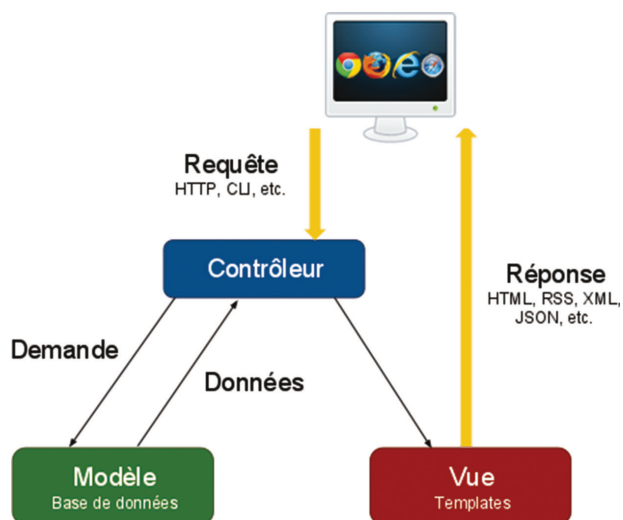 Requête
HTTP, CLI, etc.
Contrôleur
Réponse
HTML, RSS, XML,
JSON, etc.
Demande
Données
Modèle
Base de données
Vue
Templates